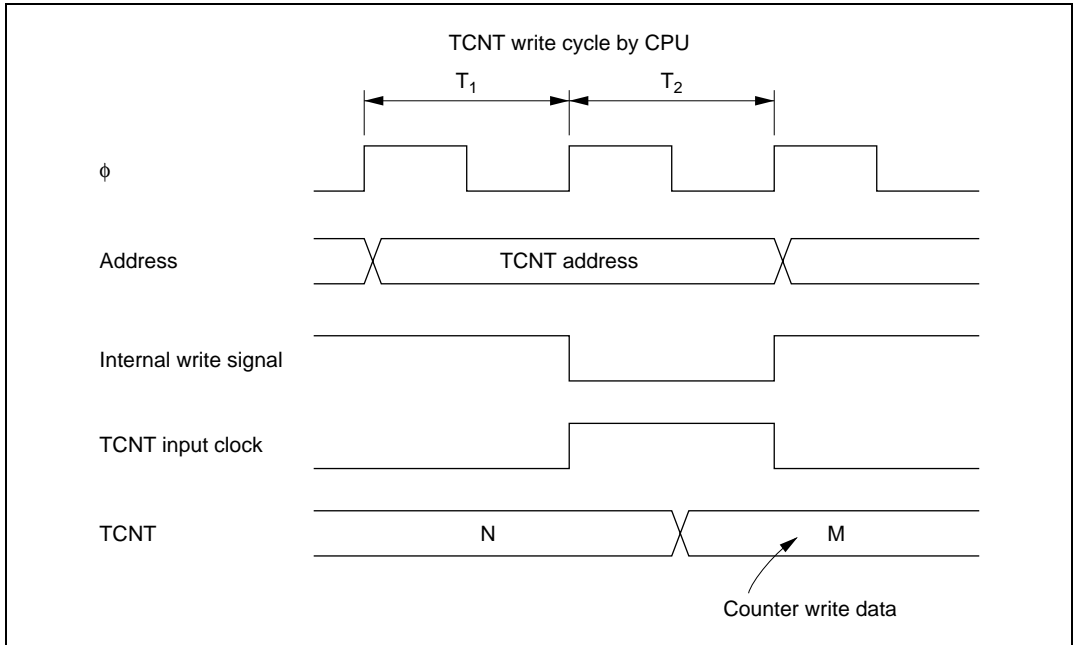 TCNT write cycle by CPU
T1 T2
ϕ
Address TCNT address
Internal write signal
TCNT input clock
TCNT N M
Counter write data